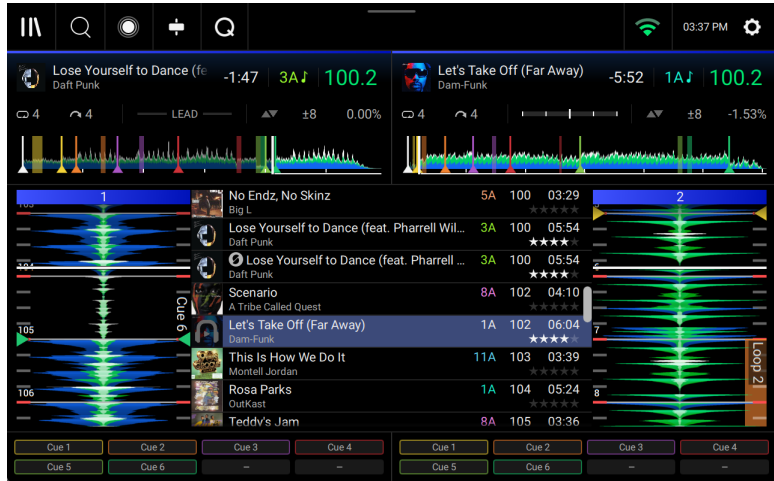 03:37 PM
Lose Yourself to Dance (fe
Daft Punk
-1:47
3A
100.2
Let's Take Off (Far Away)
Dam-Funk
-5:52
1A
100.2
4
4
LEAD
±8
0.00%
4
4
±8
-1.53%
1
2
103
No Endz, No Skinz
5A 100 03:29
Big L
Lose Yourself to Dance (feat. Pharrell Wil...
3A 100 05:54
Daft Punk
Lose Yourself to Dance (feat. Pharrell ...
3A 100 05:54
Daft Punk
Scenario
8A 102 04:10
A Tribe Called Quest
Let's Take Off (Far Away)
1A 102 06:04
Dam-Funk
This Is How We Do It
11A 103 03:39
Montell Jordan
Rosa Parks
1A 104 05:24
OutKast
Teddy's Jam
8A 105 03:36
104
Cue 6
105
106
6
7
Loop 2
8
Cue 1
Cue 2
Cue 3
Cue 4
Cue 1
Cue 2
Cue 3
Cue 4
Cue 5
Cue 6
–
–
Cue 5
Cue 6
–
–